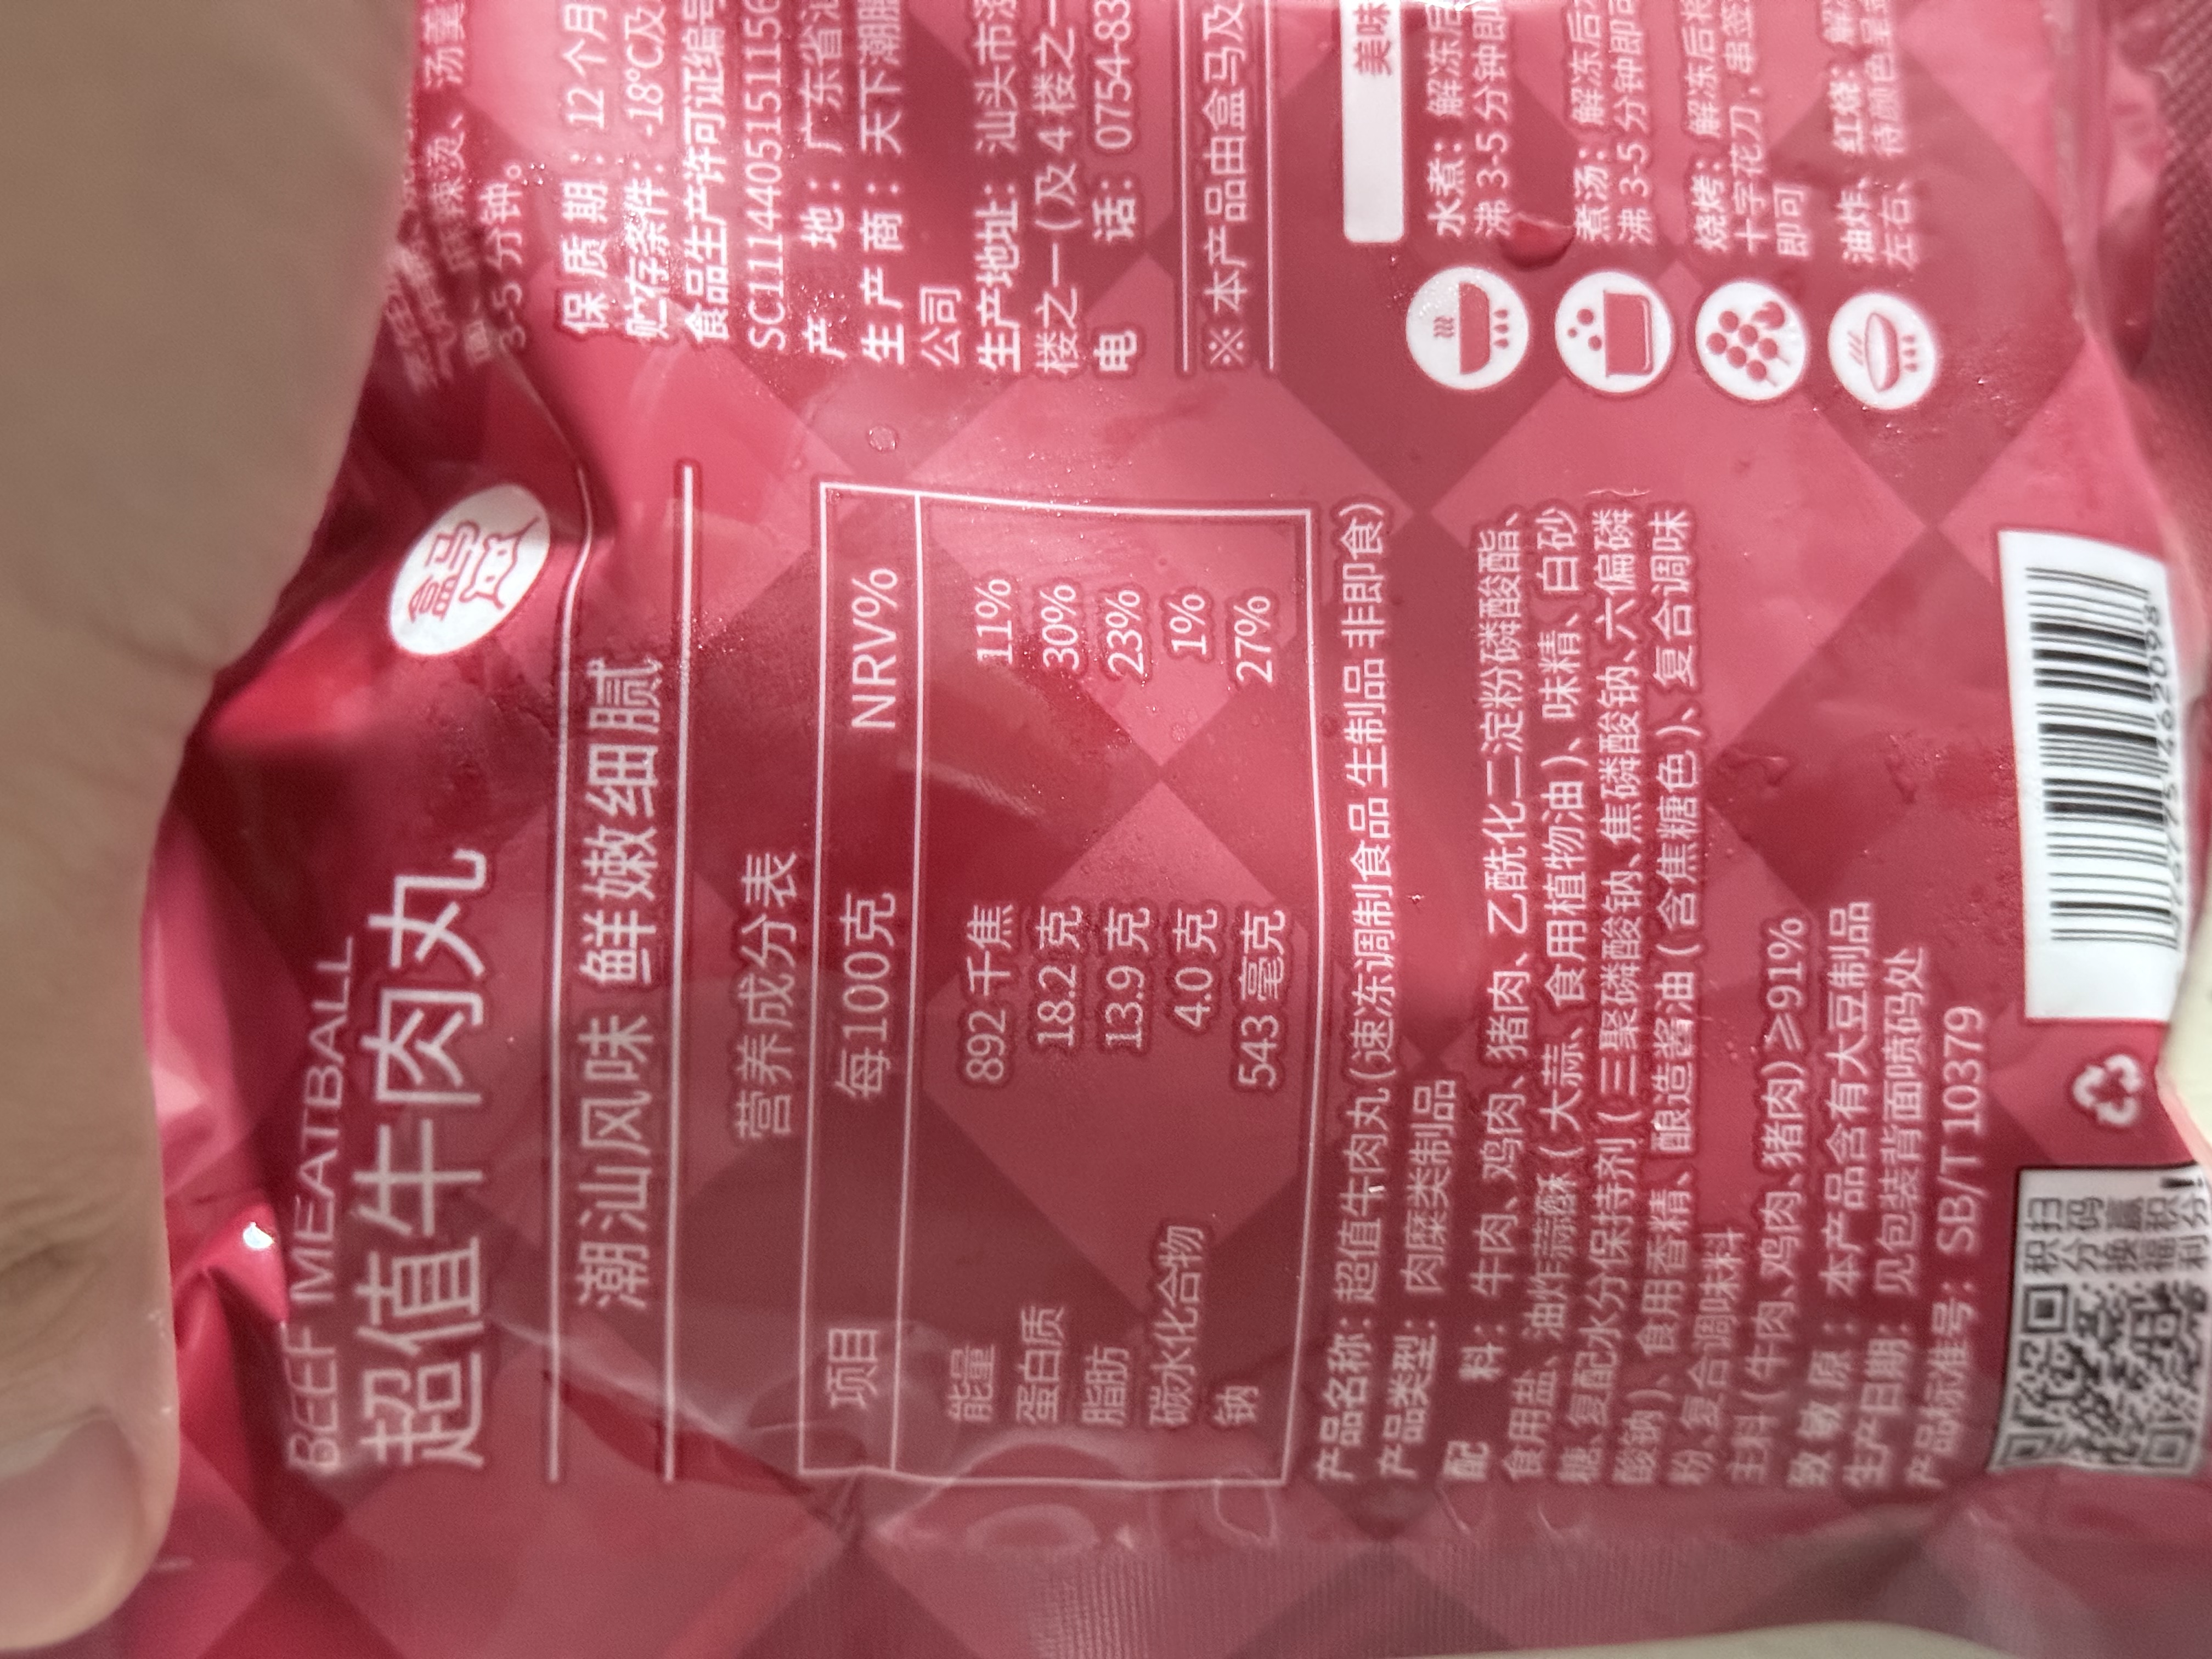 BEEF MEATBALL
超值牛肉丸
盒马
潮汕风味 鲜嫩细腻
营养成分表
项目 每100克 NRV%
能量 892 千焦 11%
蛋白质 18.2 克 30%
脂肪 13.9 克 23%
碳水化合物 4.0 克 1%
钠 543 毫克 27%
产品名称：超值牛肉丸(速冻调制食品 生制品 非即食)
产品类型：肉糜类制品
配 料：牛肉、鸡肉、猪肉、乙酰化二淀粉磷酸酯、
食用盐、油炸蒜酥(大蒜、食用植物油)、味精、白砂
糖、复配水分保持剂(三聚磷酸钠、焦磷酸钠、六偏磷
酸钠)、食用香精、酿造酱油(含焦糖色)、复合调味
粉、复合调味料
主料(牛肉、鸡肉、猪肉)≥91%
致敏原：本产品含有大豆制品
生产日期：见包装背面喷码处
产品标准号：SB/T 10379
扫码赢积分
积分换福利!
麻辣烫、汤羹
3-5 分钟。
保质期：12个月
贮存条件：-18°C及
食品生产许可证编号
SC1114405151156
产 地：广东省汕
生产商：天下潮
公司
生产地址：汕头市
楼之一(及4楼之一
电 话：0754-83
※本产品由盒马及
美味
水煮：解冻后
沸 3-5 分钟即
煮汤：解冻后
沸 3-5 分钟即可
烧烤：解冻后将
十字花刀，串签
即可
油炸、红烧：解
左右、待颜色呈